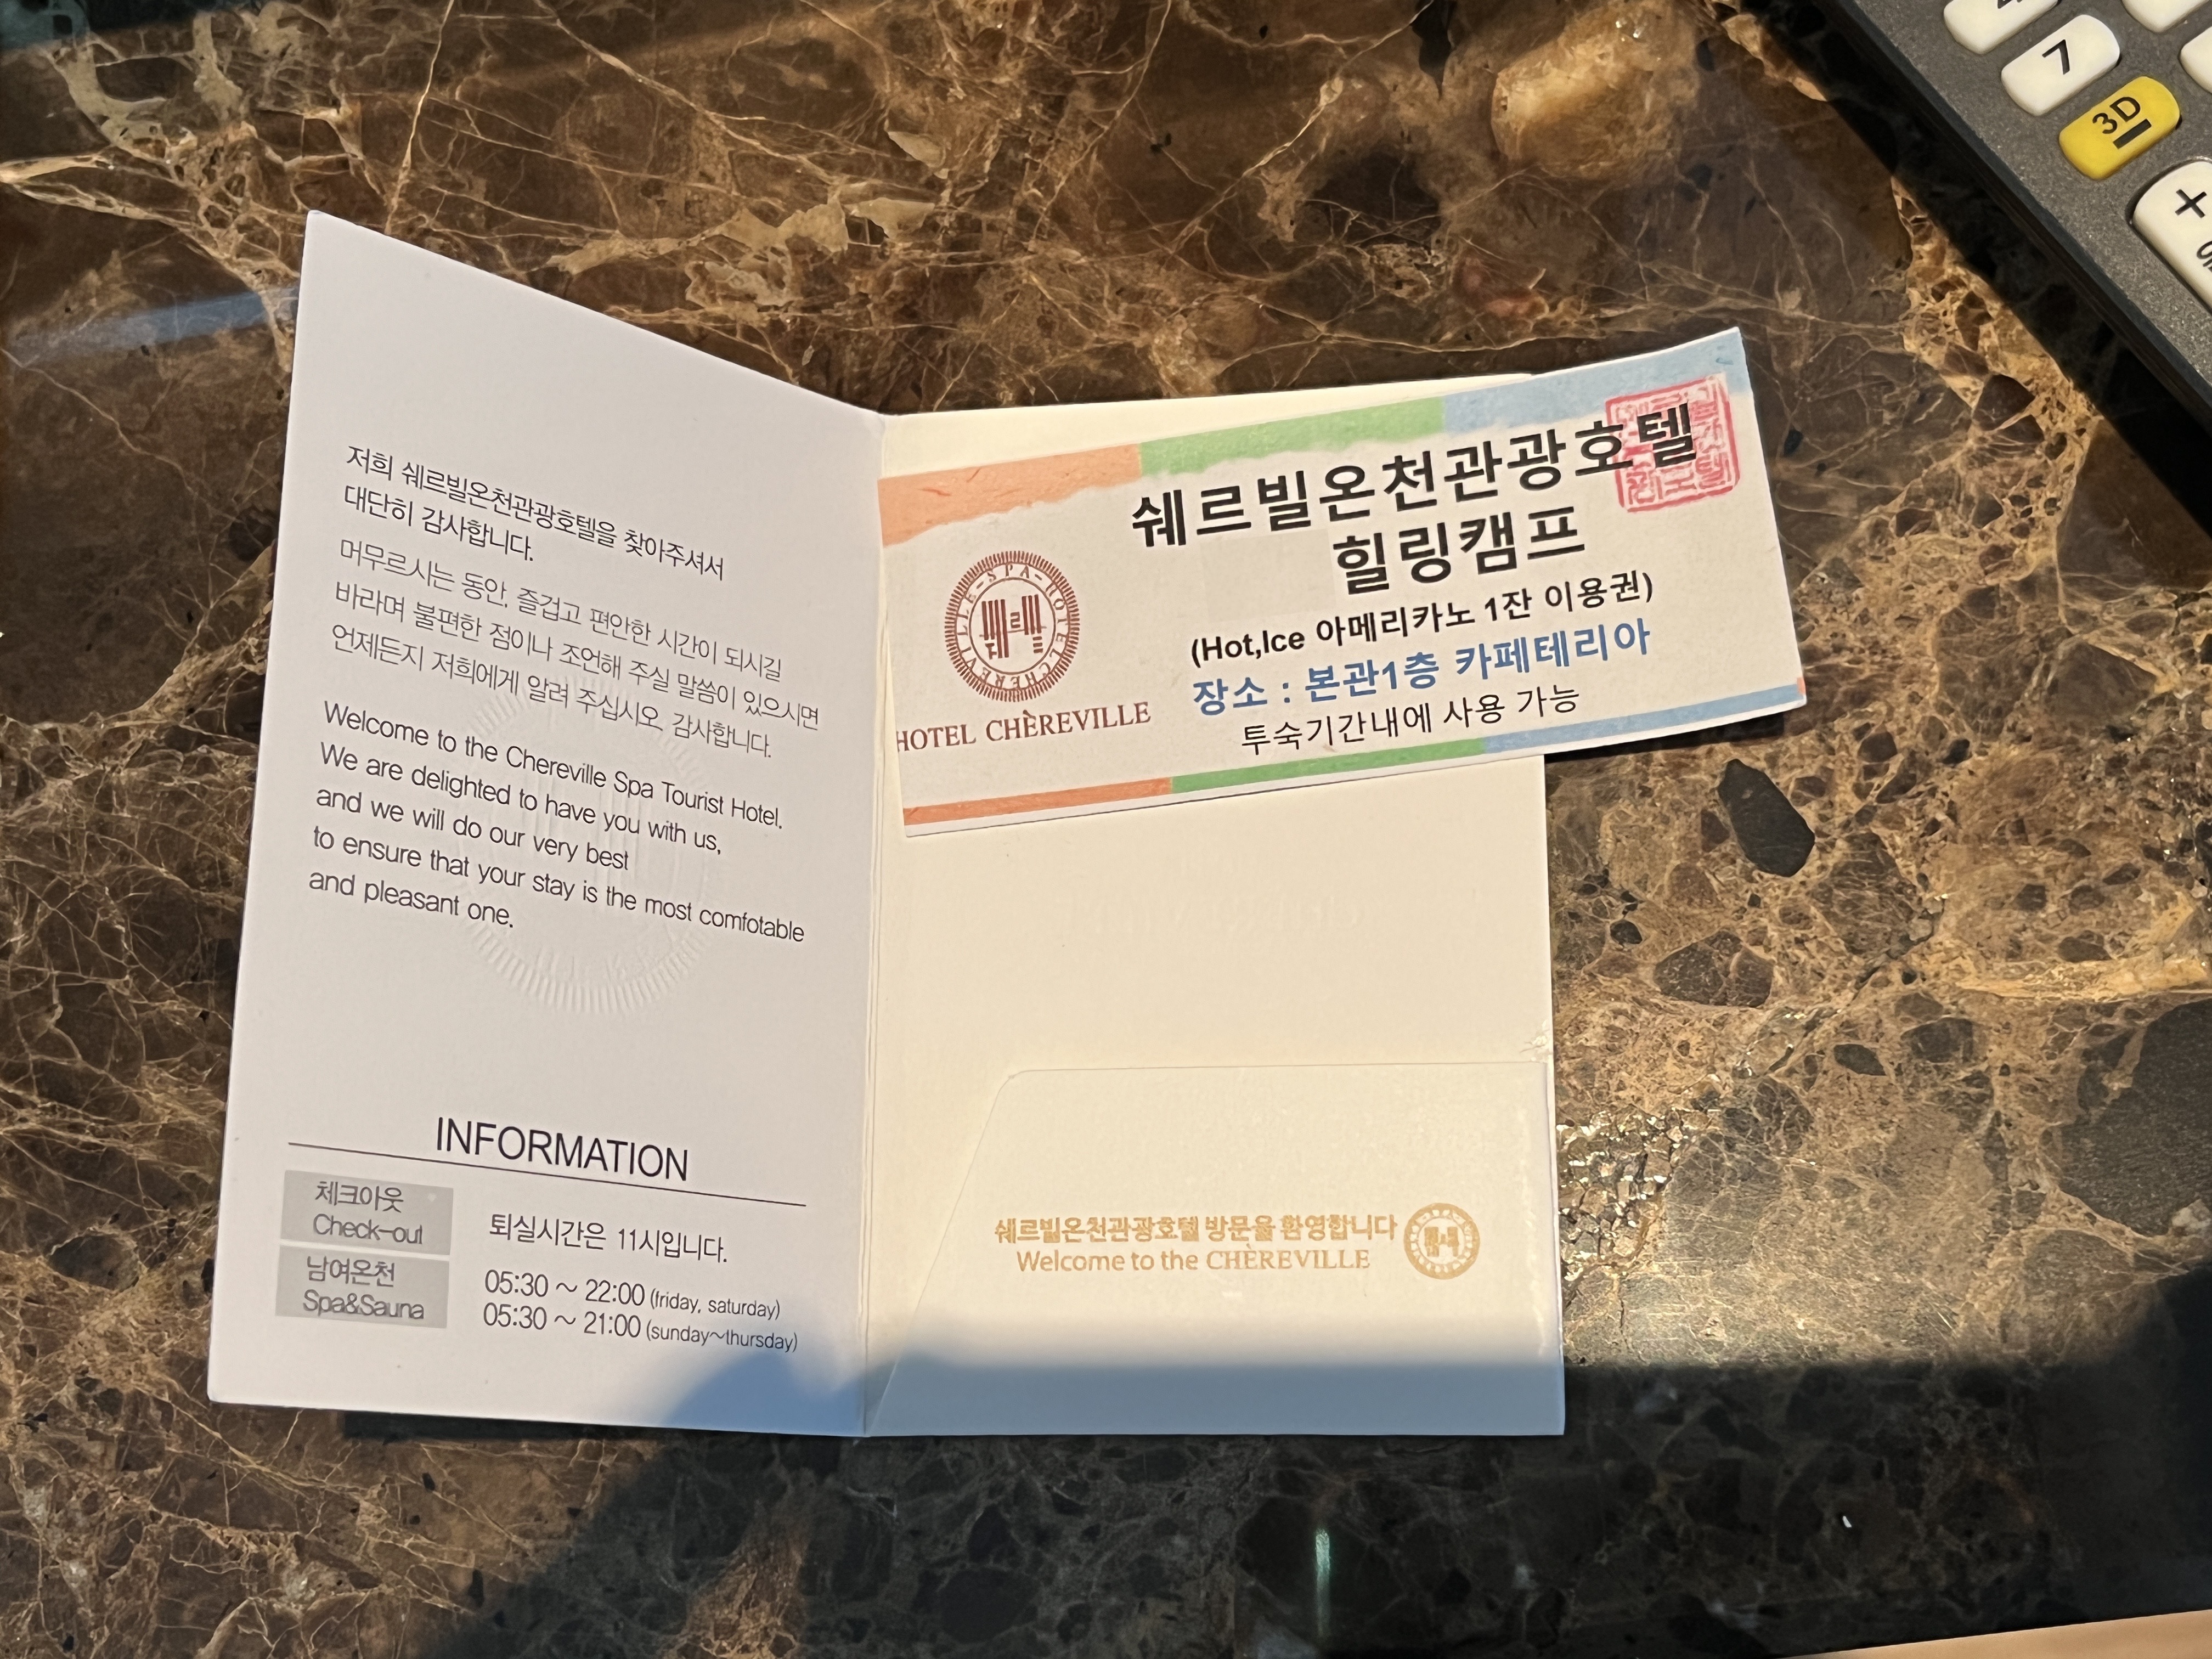 저희 쉐르빌온천관광호텔을 찾아주셔서
대단히 감사합니다.
머무르시는 동안, 즐겁고 편안한 시간이 되시길
바라며 불편한 점이나 조언해 주실 말씀이 있으시면
언제든지 저희에게 알려 주십시오. 감사합니다.
Welcome to the Chereville Spa Tourist Hotel.
We are delighted to have you with us,
and we will do our very best
to ensure that your stay is the most comfotable
and pleasant one.
INFORMATION
체크아웃
Check-out
퇴실시간은 11시입니다.
남여온천
Spa&Sauna
05:30 ~ 22:00 (friday, saturday)
05:30 ~ 21:00 (sunday~thursday)
쉐르빌온천관광호텔
힐링캠프
(Hot,Ice 아메리카노 1잔 이용권)
장소 : 본관1층 카페테리아
투숙기간내에 사용 가능
HOTEL CHÈREVILLE
쉐르빌온천관광호텔 방문을 환영합니다
Welcome to the CHÈREVILLE
7
3D
+